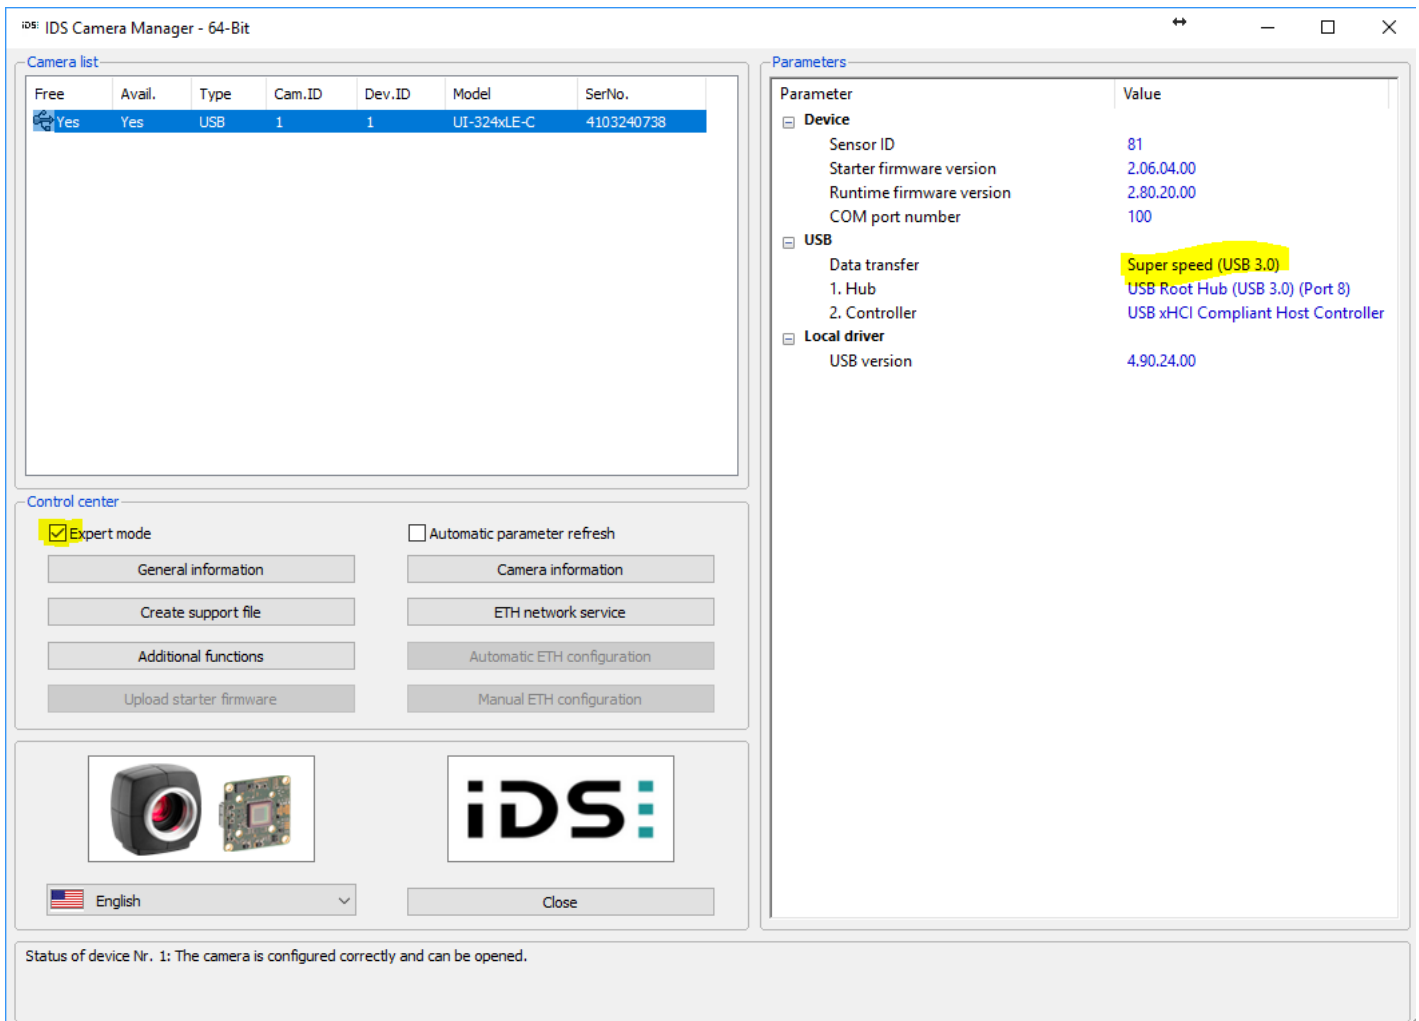 IDS: IDS Camera Manager - 64-Bit
Camera list
Free Avail. Type Cam.ID Dev.ID Model SerNo.
Yes Yes USB 1 1 UI-324xLE-C 4103240738
Control center
Expert mode Automatic parameter refresh
General information Camera information
Create support file ETH network service
Additional functions Automatic ETH configuration
Upload starter firmware Manual ETH configuration
iDS:
English Close
Parameters
Parameter Value
Device
Sensor ID 81
Starter firmware version 2.06.04.00
Runtime firmware version 2.80.20.00
COM port number 100
USB
Data transfer Super speed (USB 3.0)
1. Hub USB Root Hub (USB 3.0) (Port 8)
2. Controller USB xHCI Compliant Host Controller
Local driver
USB version 4.90.24.00
Status of device Nr. 1: The camera is configured correctly and can be opened.